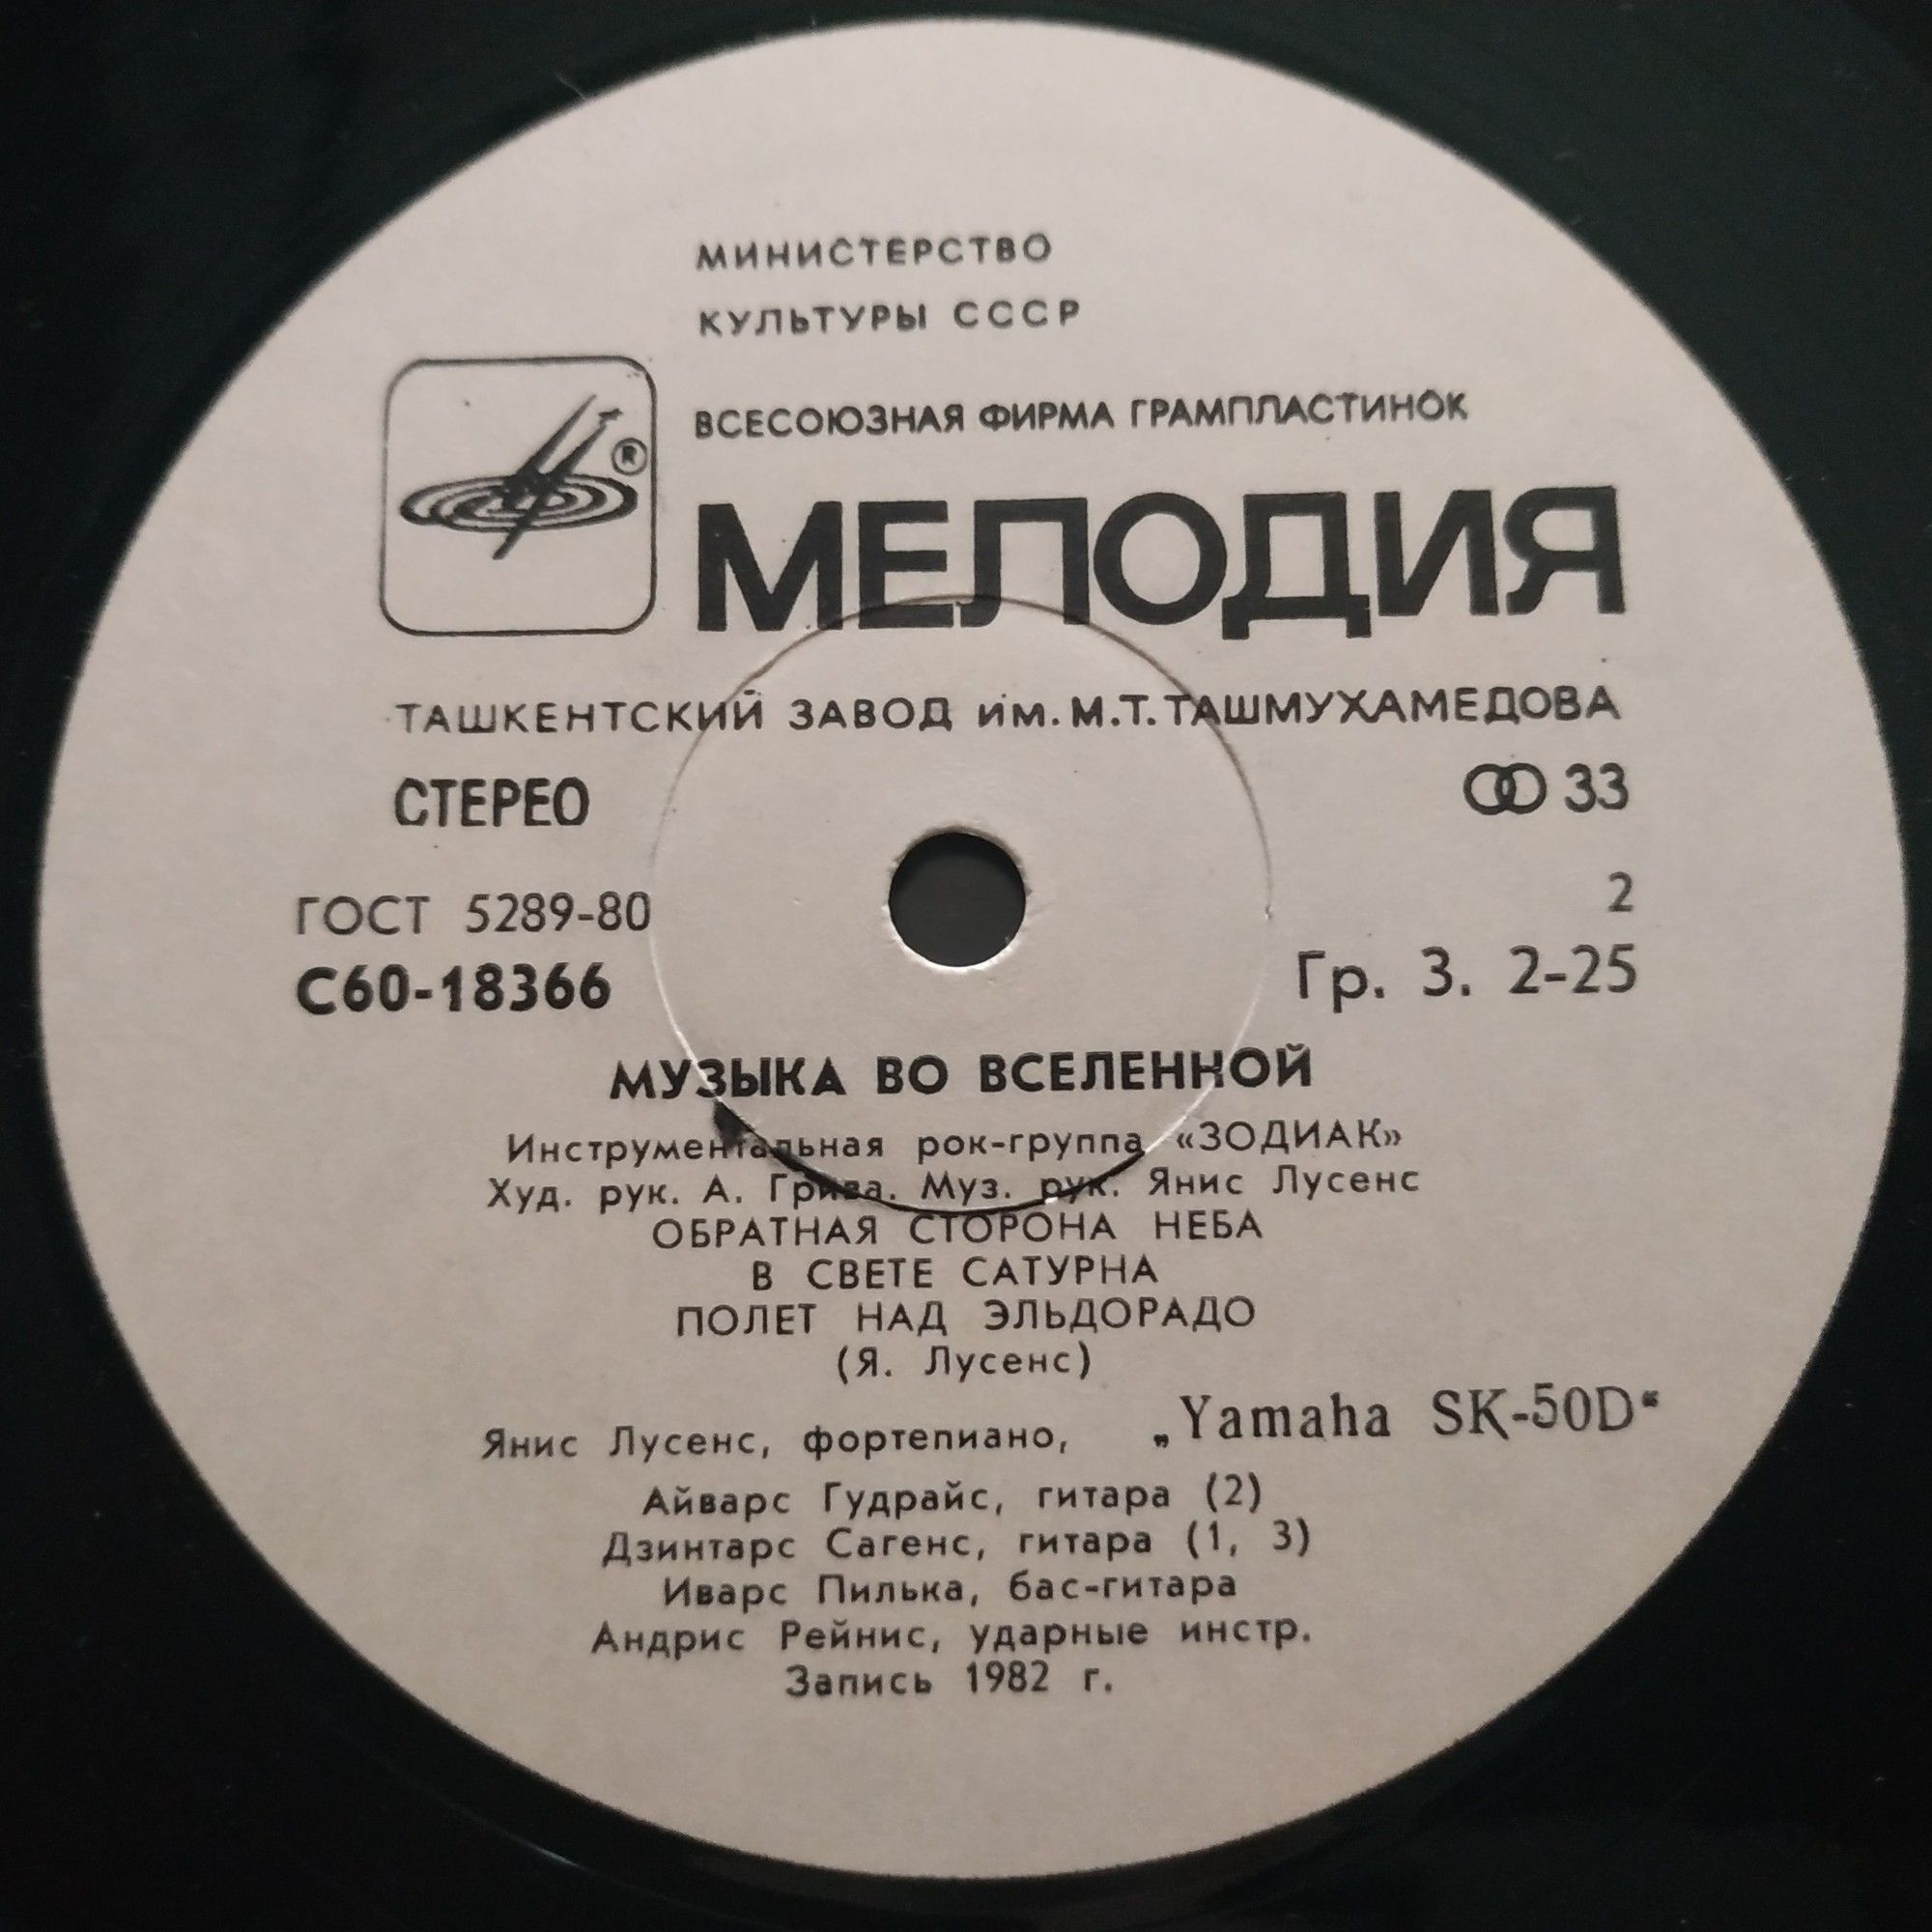 МИНИСТЕРСТВО
КУЛЬТУРЫ СССР
ВСЕСОЮЗНАЯ ФИРМА ГРАМПЛАСТИНОК
®
МЕЛОДИЯ
ТАШКЕНТСКИЙ ЗАВОД им. М.Т. ТАШМУХАМЕДОВА
СТЕРЕО 33
2
ГОСТ 5289-80
С60-18366 Гр. 3. 2-25
МУЗЫКА ВО ВСЕЛЕННОЙ
Инструментальная рок-группа «ЗОДИАК»
Худ. рук. А. Грива. Муз. рук. Янис Лусенс
ОБРАТНАЯ СТОРОНА НЕБА
В СВЕТЕ САТУРНА
ПОЛЕТ НАД ЭЛЬДОРАДО
(Я. Лусенс)
Янис Лусенс, фортепиано, „Yamaha SK-50D“
Айварс Гудрайс, гитара (2)
Дзинтарс Сагенс, гитара (1, 3)
Иварс Пилька, бас-гитара
Андрис Рейнис, ударные инстр.
Запись 1982 г.